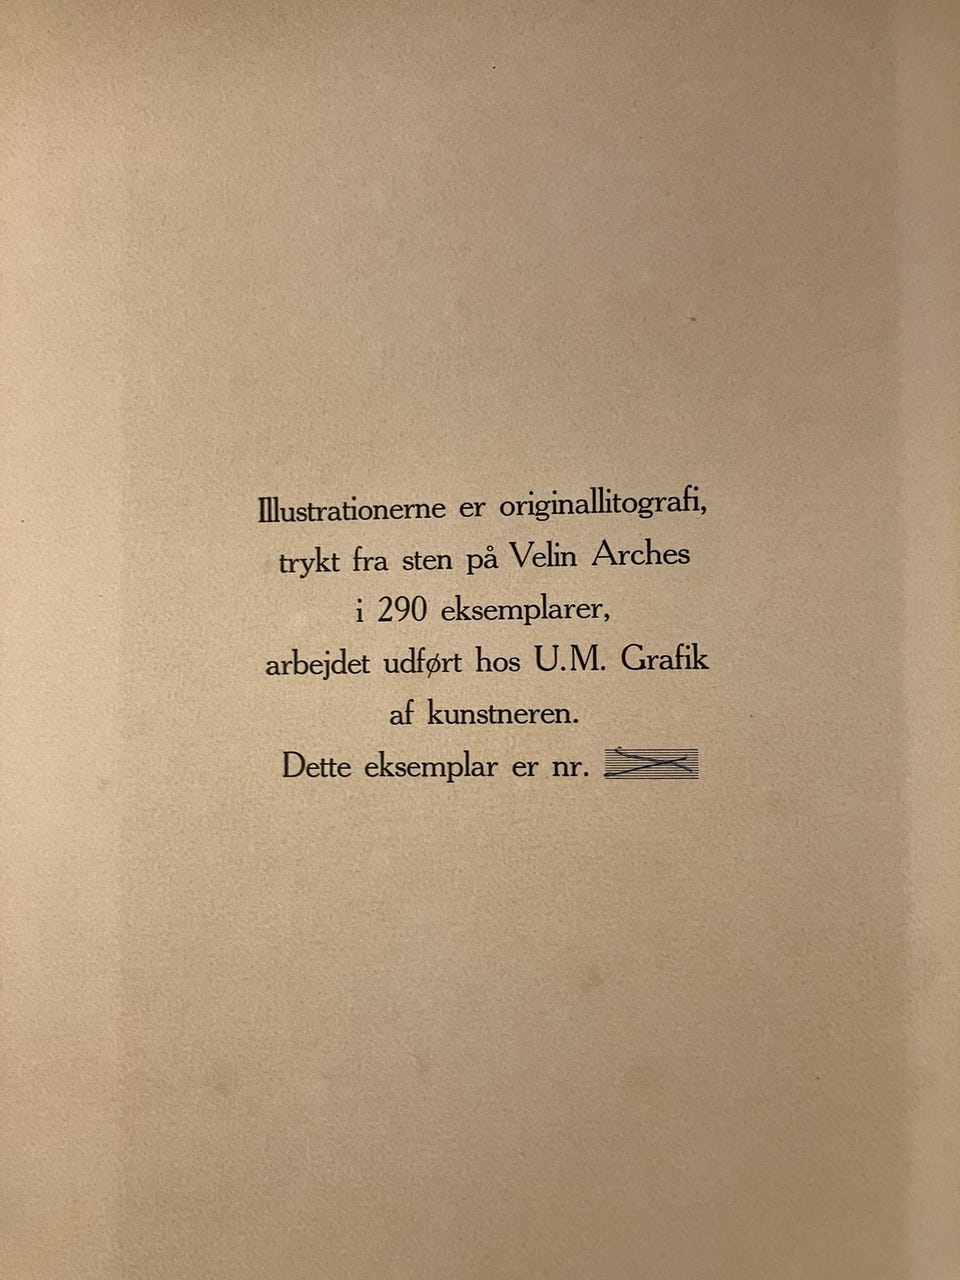 Illustrationerne er originallitografi,
trykt fra sten på Velin Arches
i 290 eksemplarer,
arbejdet udført hos U.M. Grafik
af kunstneren.
Dette eksemplar er nr.